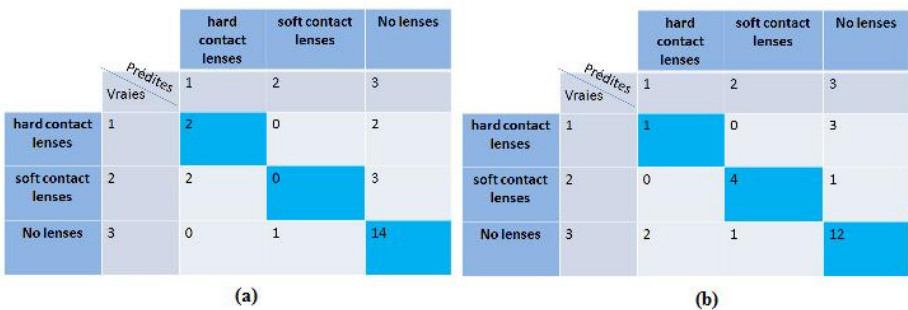 hard contact lenses soft contact lenses No lenses
Prédites
Vraies 1 2 3
hard contact lenses 1 2 0 2
soft contact lenses 2 2 0 3
No lenses 3 0 1 14
(a)
hard contact lenses soft contact lenses No lenses
Prédites
Vraies 1 2 3
hard contact lenses 1 1 0 3
soft contact lenses 2 0 4 1
No lenses 3 2 1 12
(b)